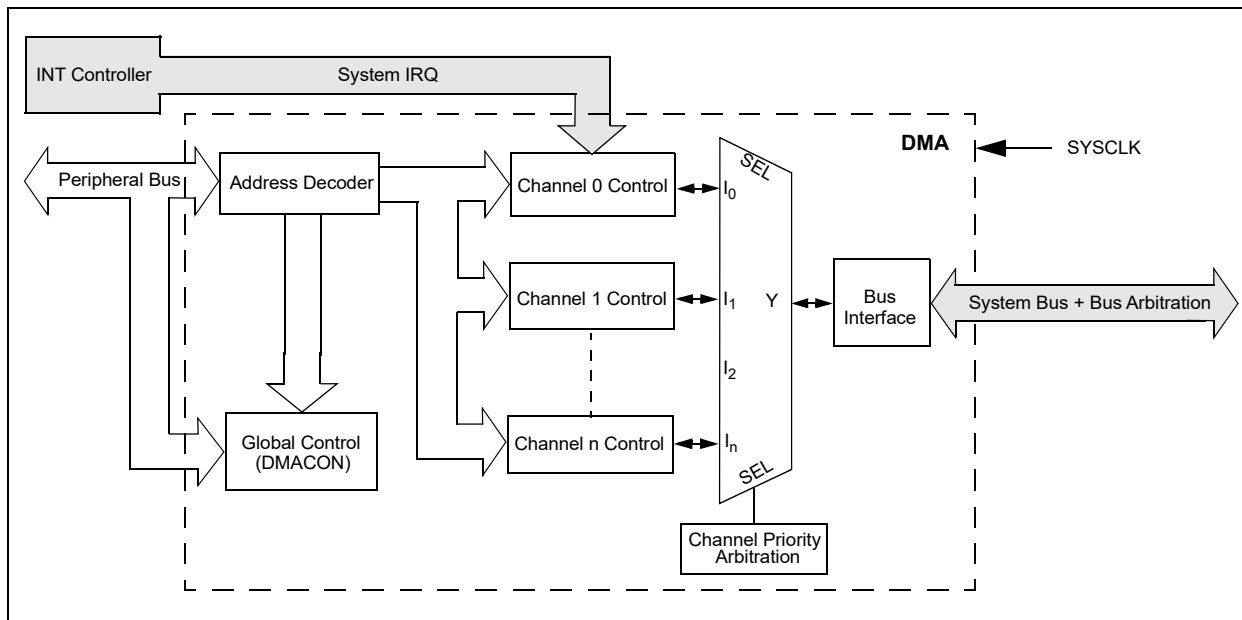 INT Controller
System IRQ
DMA
SYSCLK
Peripheral Bus
Address Decoder
Channel 0 Control
I0
SEL
Channel 1 Control
I1
Y
Bus
Interface
System Bus + Bus Arbitration
I2
Global Control
(DMACON)
Channel n Control
In
SEL
Channel Priority
Arbitration